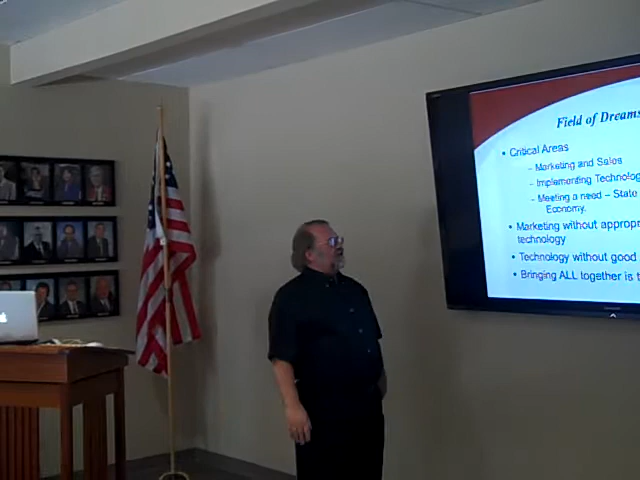 Field of Dreams
• Critical Areas
– Marketing and Sales
– Implementing Technolog
– Meeting a need – State
Economy.
• Marketing without appropr
technology
• Technology without good
• Bringing ALL together is t